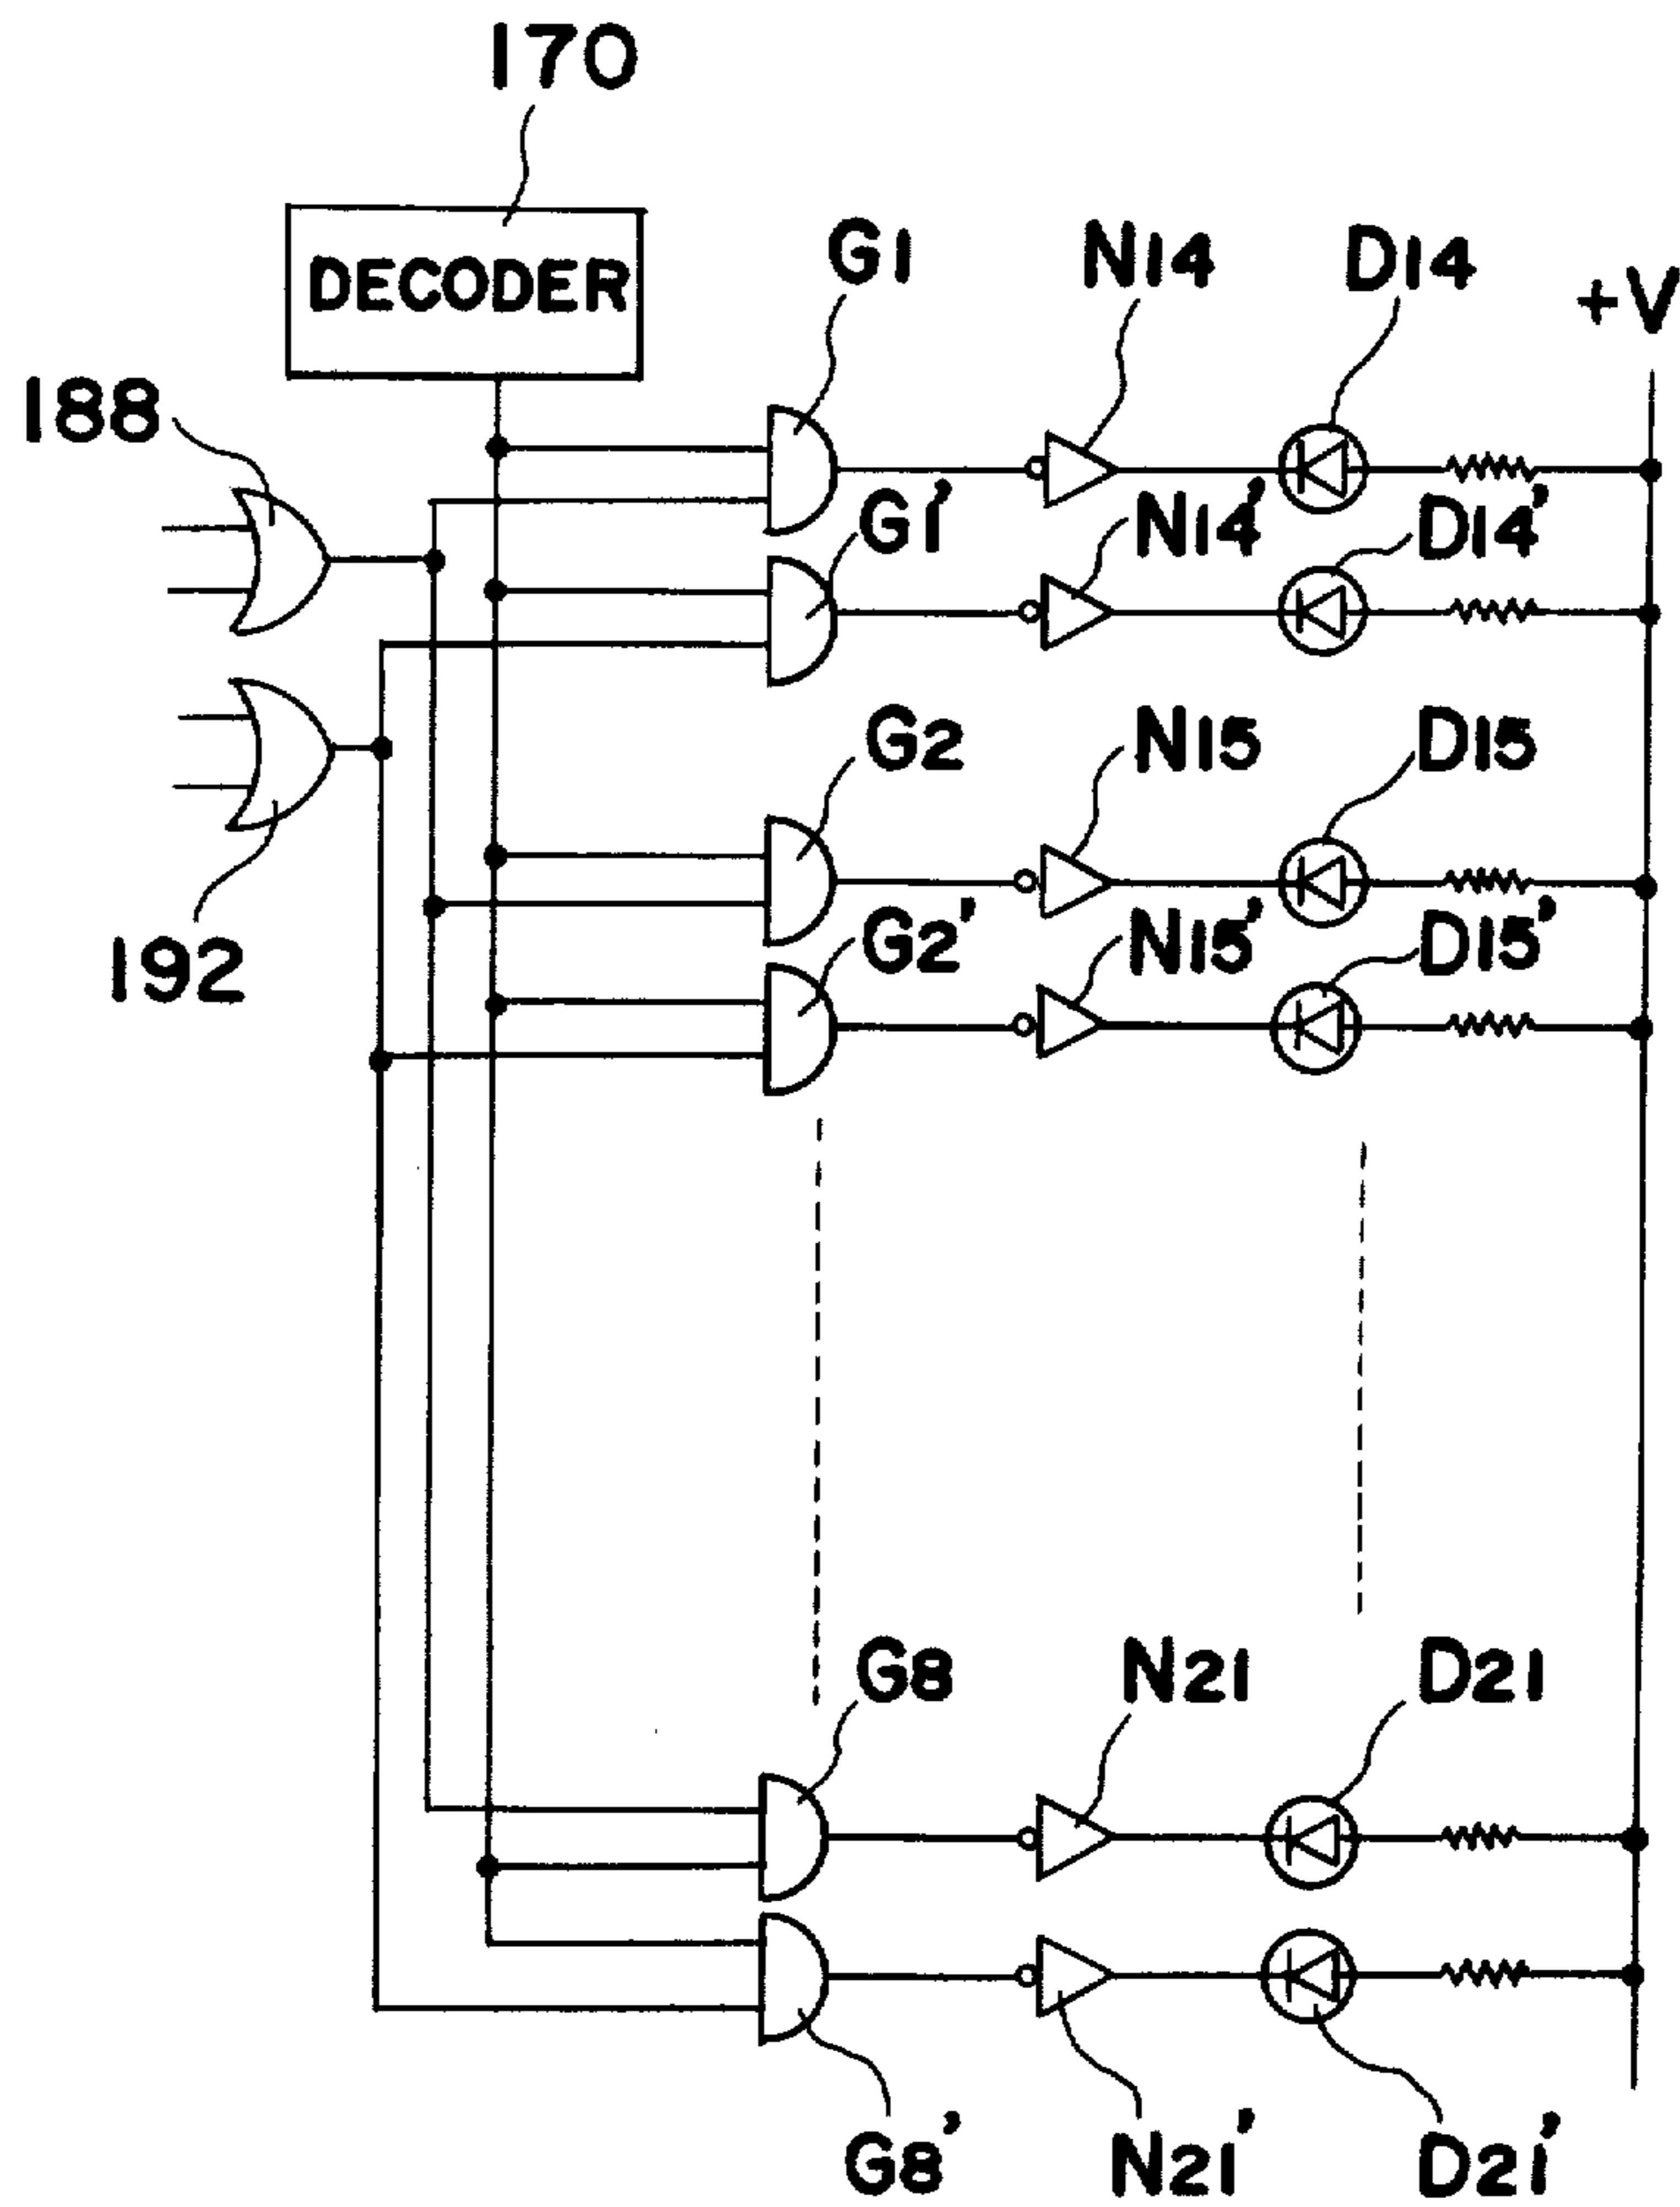 170
DECODER
G1 N14 D14 +V
188
G1' N14' D14'
G2 N15 D15
192
G2' N15' D15'
G8 N21 D21
G8' N21' D21'